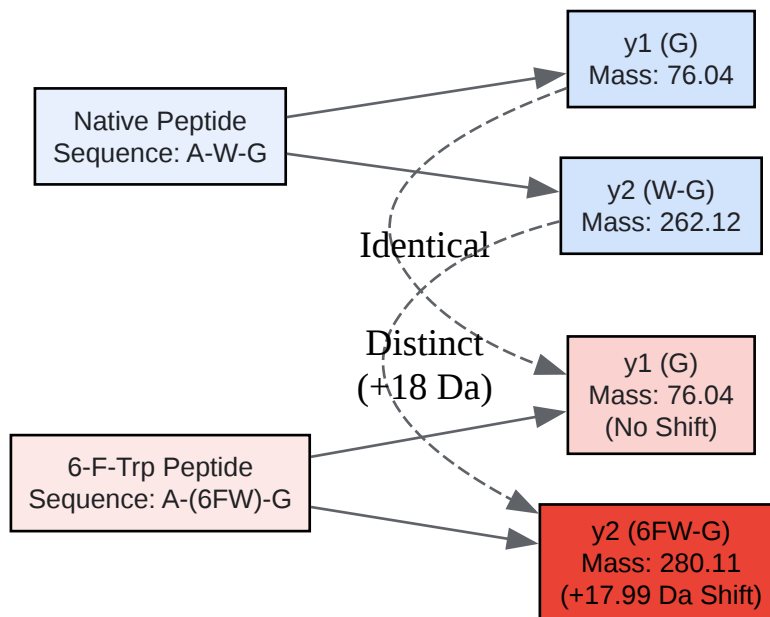 y1 (G)
Mass: 76.04
Native Peptide
Sequence: A-W-G
y2 (W-G)
Mass: 262.12
Identical
Distinct
(+18 Da)
y1 (G)
Mass: 76.04
(No Shift)
6-F-Trp Peptide
Sequence: A-(6FW)-G
y2 (6FW-G)
Mass: 280.11
(+17.99 Da Shift)